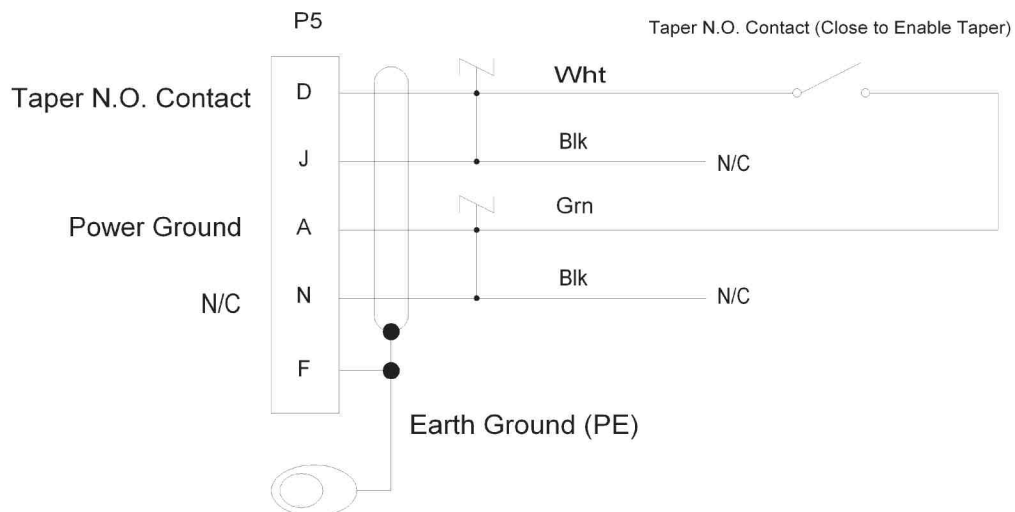 P5
Taper N.O. Contact (Close to Enable Taper)
Taper N.O. Contact D Wht
J Blk N/C
Power Ground A Grn
N/C N Blk N/C
F
Earth Ground (PE)